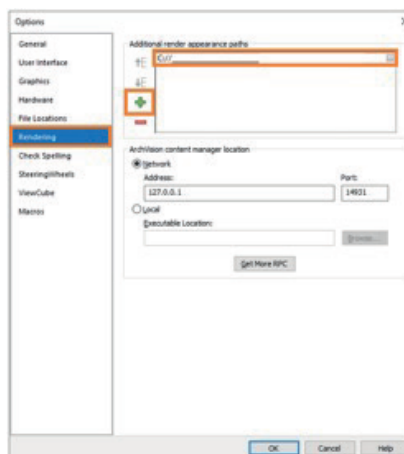 Options
General
User Interface
Graphics
Hardware
File Locations
Rendering
Check Spelling
SteeringWheels
ViewCube
Macros
Additional render appearance paths
ArchVision content manager location
Network
Address:
Port:
127.0.0.1
14931
Local
Executable Location:
Browse...
Get More RPC
OK
Cancel
Help